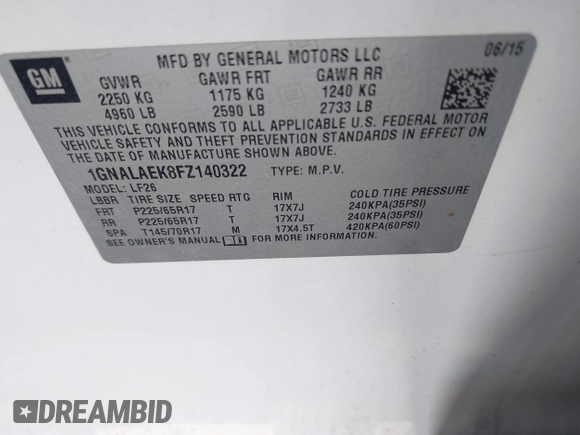 GM
MFD BY GENERAL MOTORS LLC 06/15
GVWR GAWR FRT GAWR RR
2250 KG 1175 KG 1240 KG
4960 LB 2590 LB 2733 LB
THIS VEHICLE CONFORMS TO ALL APPLICABLE U.S. FEDERAL MOTOR
VEHICLE SAFETY AND THEFT PREVENTION STANDARDS IN EFFECT ON
THE DATE OF MANUFACTURE SHOWN ABOVE.
1GNALAEK8FZ140322 TYPE: M.P.V.
MODEL: LF26
LBBR TIRE SIZE SPEED RTG RIM COLD TIRE PRESSURE
FRT P225/65R17 T 17X7J 240KPA(35PSI)
RR P225/65R17 T 17X7J 240KPA(35PSI)
SPA T145/70R17 M 17X4.5T 420KPA(60PSI)
SEE OWNER'S MANUAL FOR MORE INFORMATION.
DREAMBID